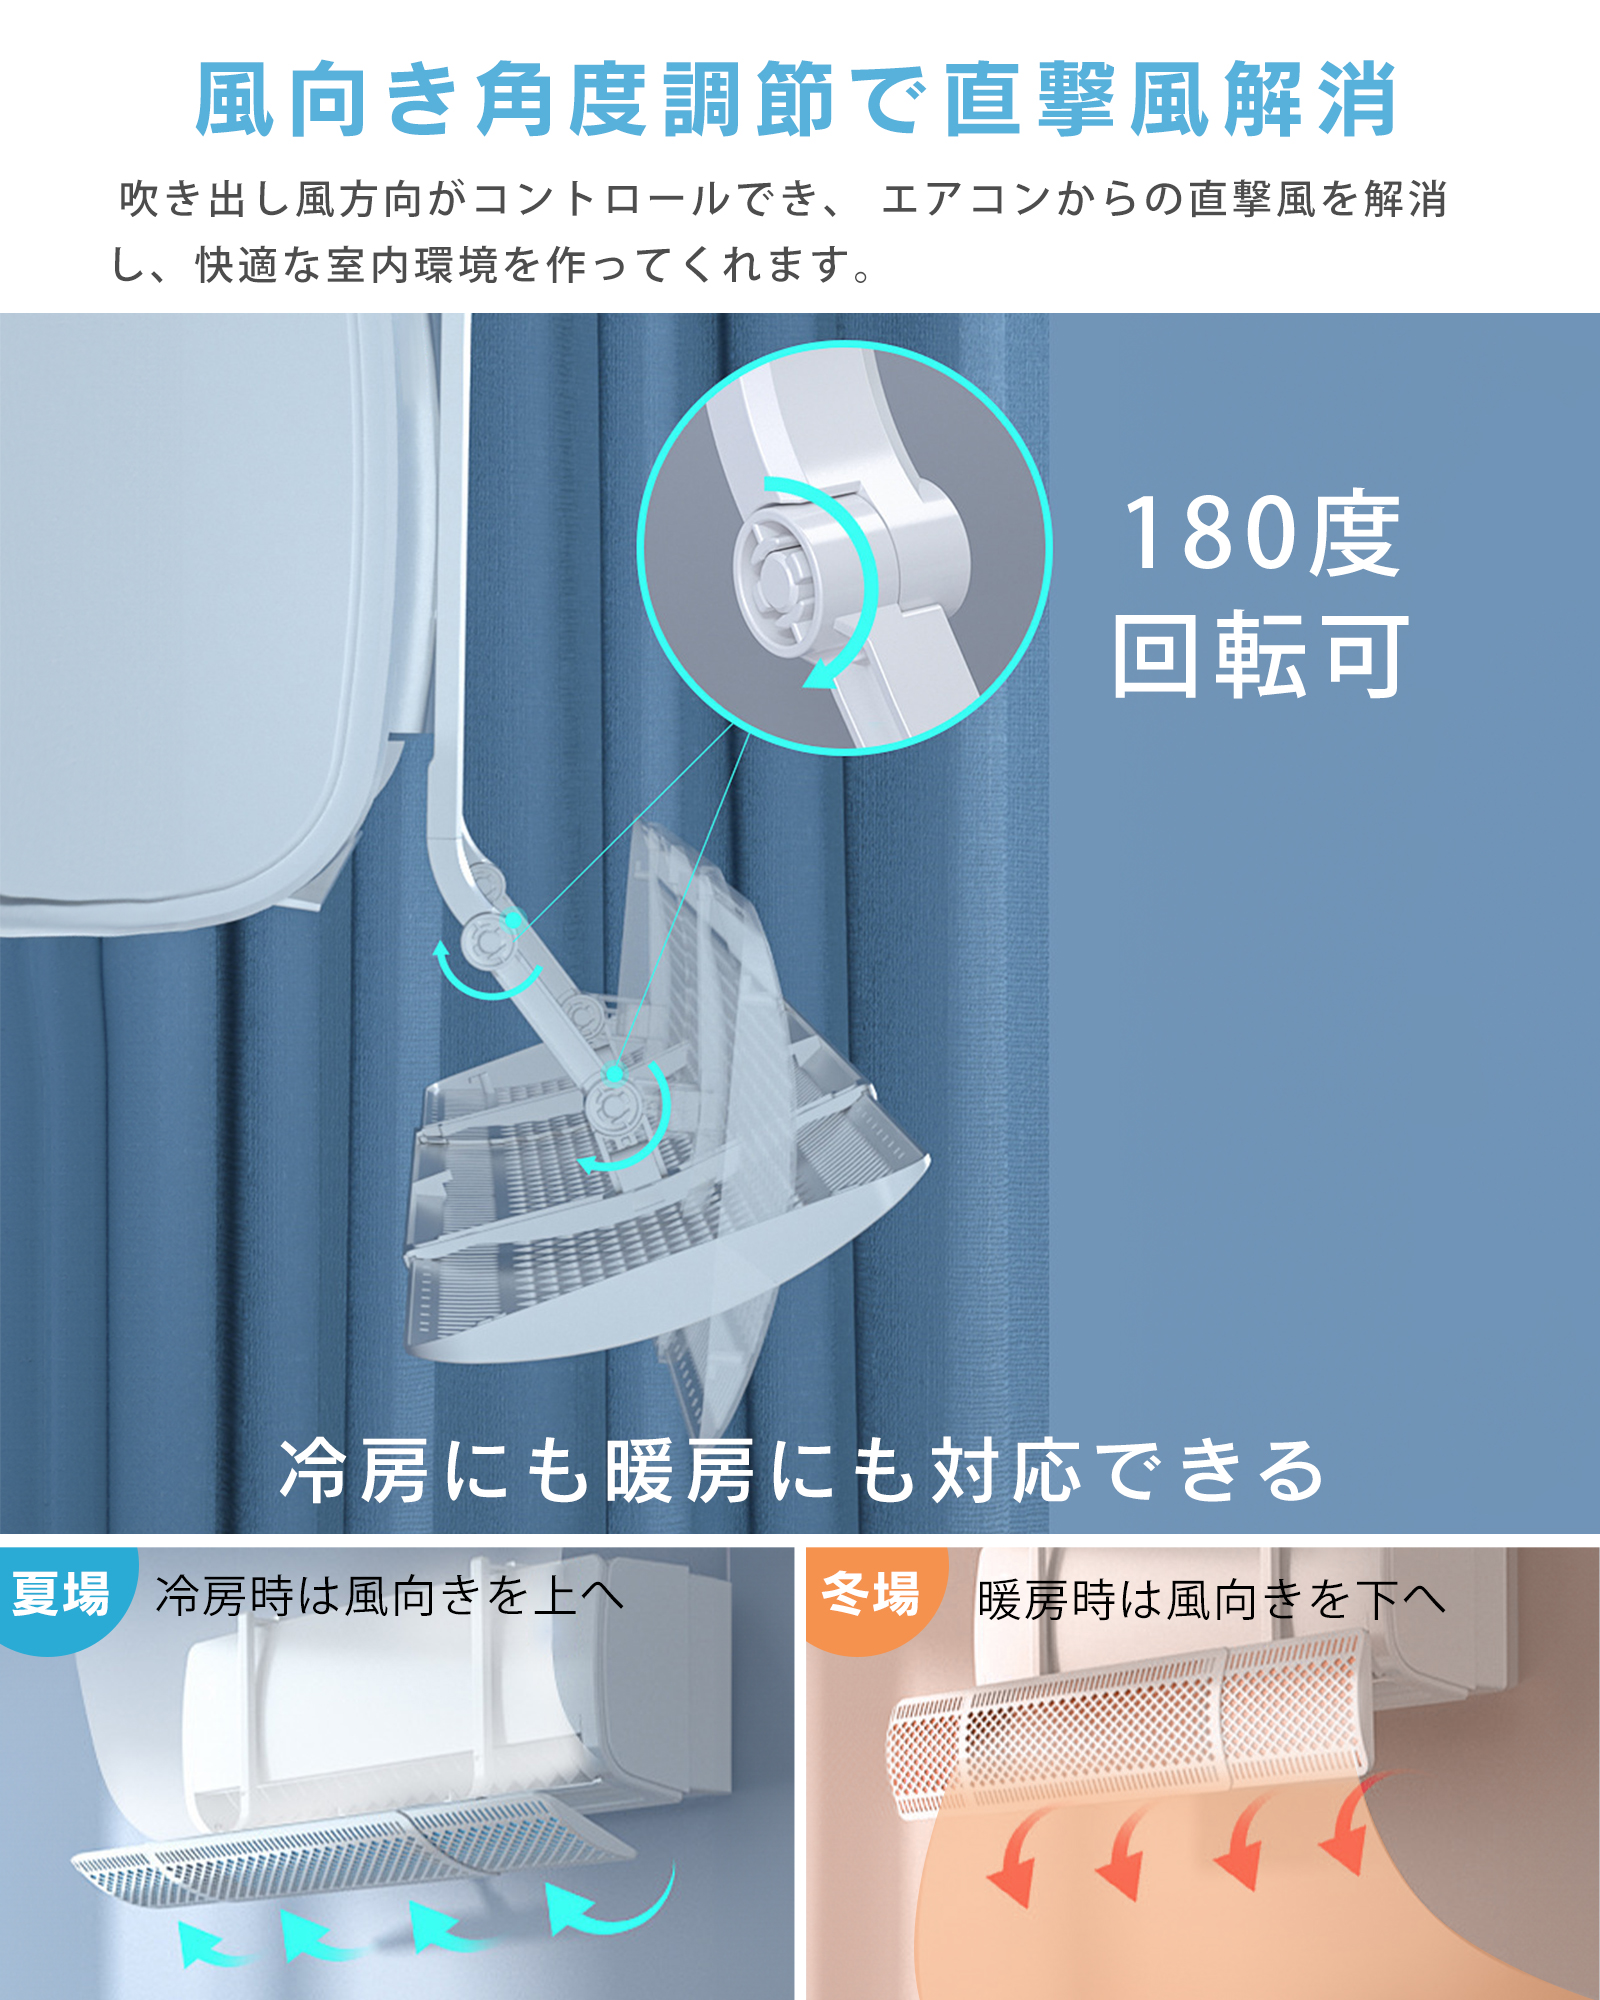 風向き角度調節で直撃風解消
吹き出し風方向がコントロールでき、 エアコンからの直撃風を解消
し、快適な室内環境を作ってくれます。
180度
回転可
冷房にも暖房にも対応できる
夏場
冷房時は風向きを上へ
冬場
暖房時は風向きを下へ